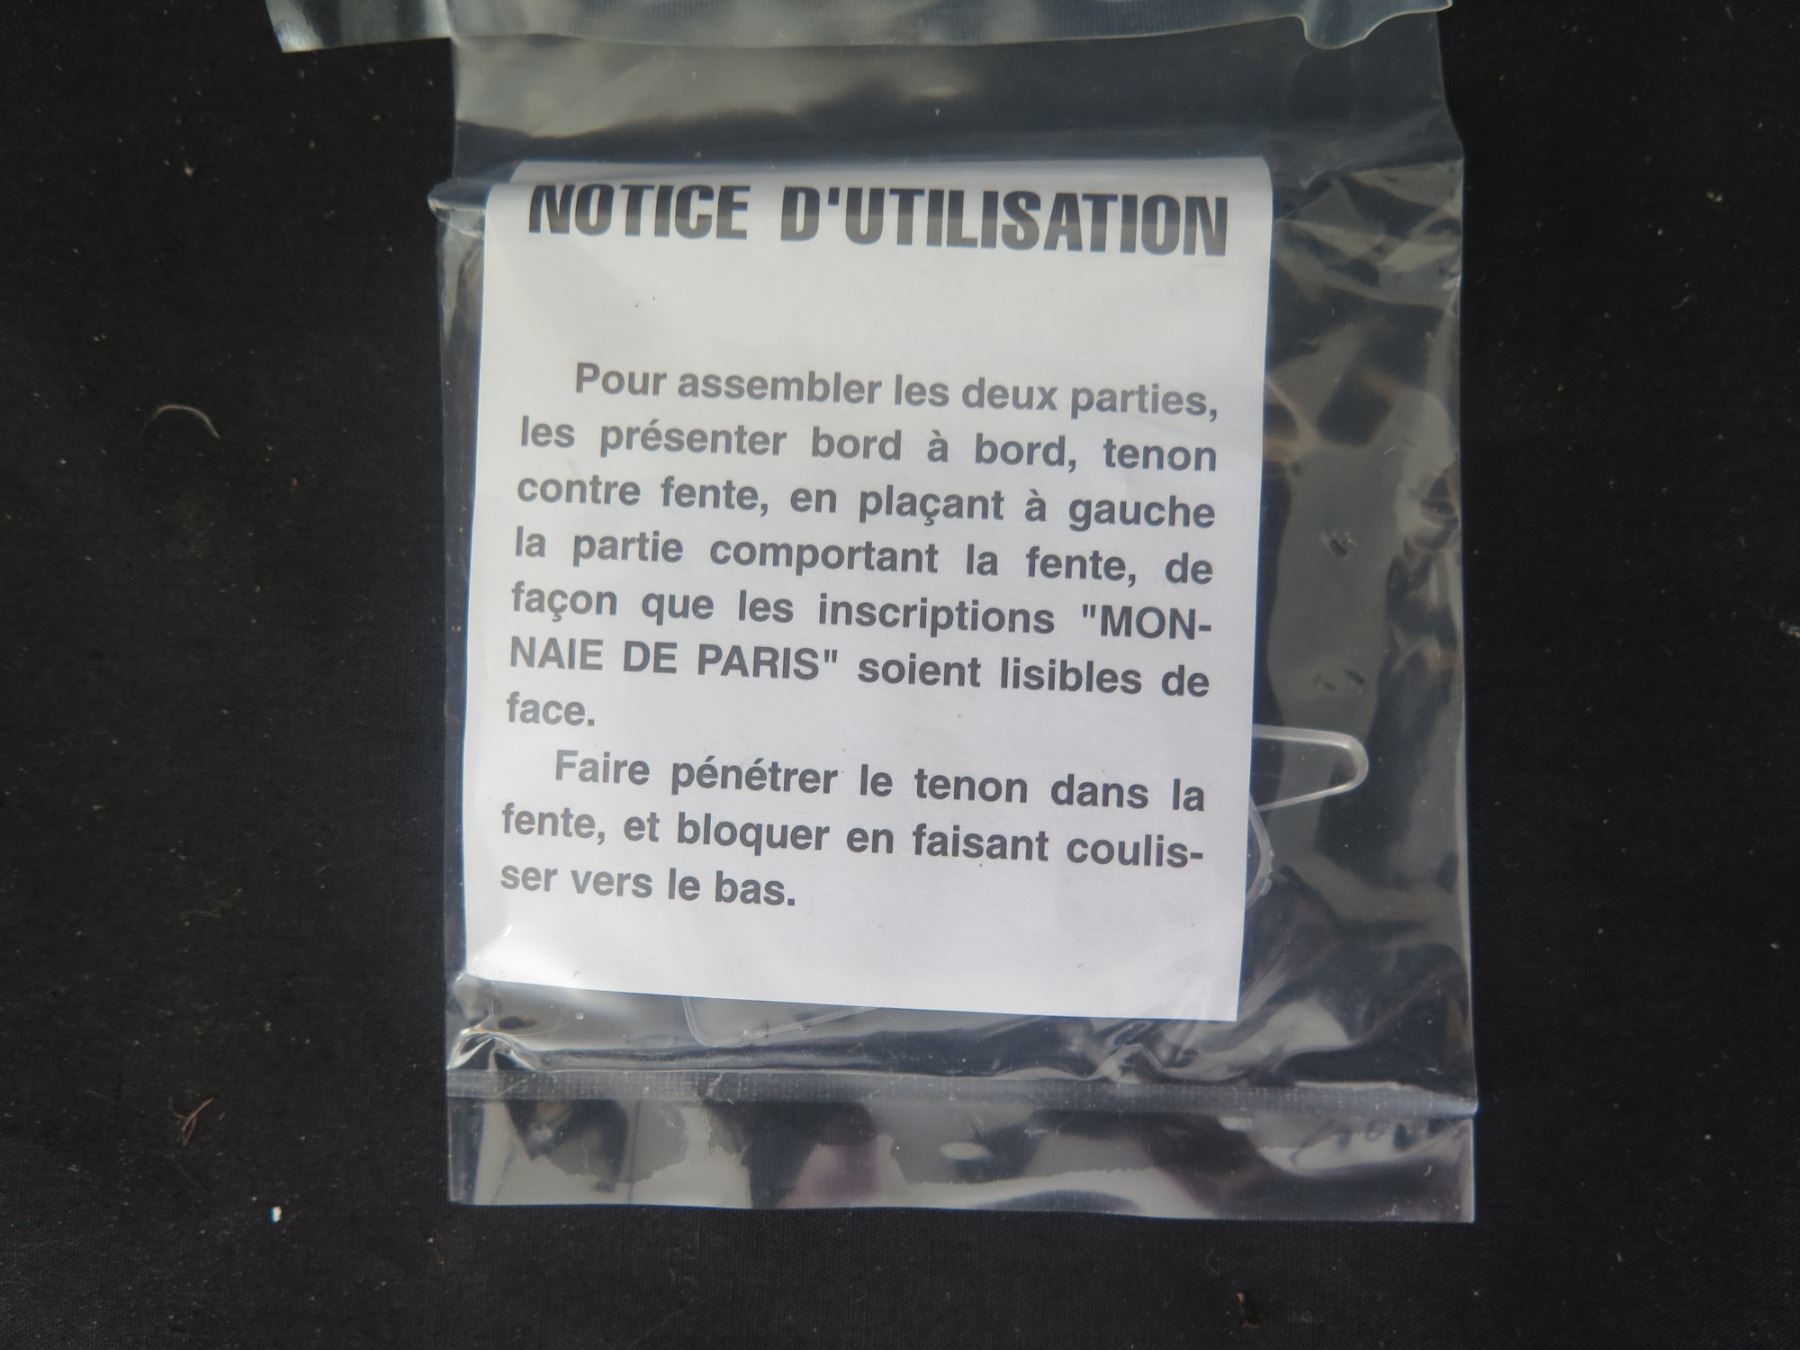 NOTICE D'UTILISATION
Pour assembler les deux parties,
les présenter bord à bord, tenon
contre fente, en plaçant à gauche
la partie comportant la fente, de
façon que les inscriptions "MON-
NAIE DE PARIS" soient lisibles de
face.
Faire pénétrer le tenon dans la
fente, et bloquer en faisant coulis-
ser vers le bas.